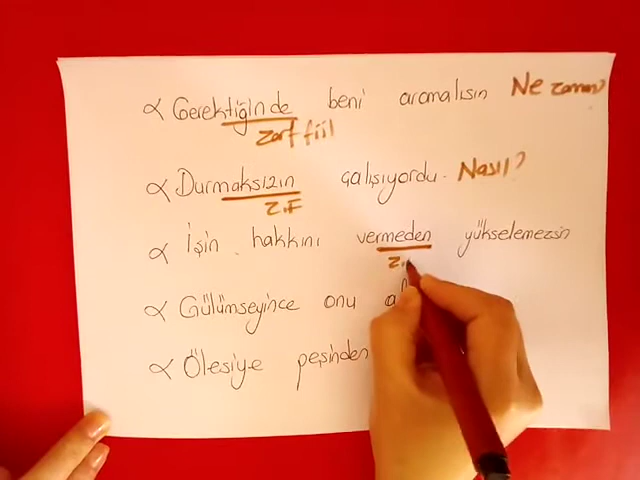 ∝ Gerektiğinde beni aramalısın Ne zaman?
zarf fiil
∝ Durmaksızın çalışıyordu. Nasıl?
z.f
∝ İşin hakkını vermeden yükselemezsin
z.
∝ Gülümseyince onu
∝ Ölesiye peşinden